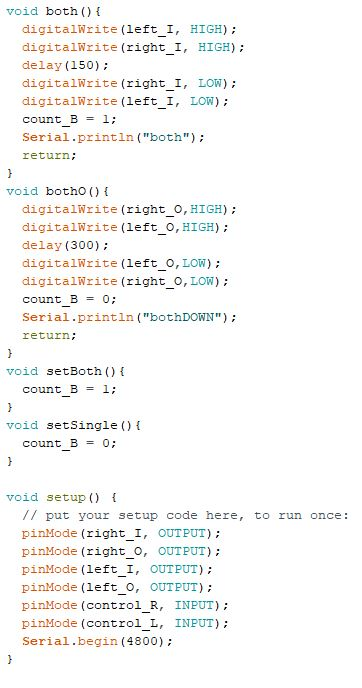 void both(){
  digitalWrite(left_I, HIGH);
  digitalWrite(right_I, HIGH);
  delay(150);
  digitalWrite(right_I, LOW);
  digitalWrite(left_I, LOW);
  count_B = 1;
  Serial.println("both");
  return;
}
void bothO(){
  digitalWrite(right_O,HIGH);
  digitalWrite(left_O,HIGH);
  delay(300);
  digitalWrite(left_O,LOW);
  digitalWrite(right_O,LOW);
  count_B = 0;
  Serial.println("bothDOWN");
  return;
}
void setBoth(){
  count_B = 1;
}
void setSingle(){
  count_B = 0;
}

void setup() {
  // put your setup code here, to run once:
  pinMode(right_I, OUTPUT);
  pinMode(right_O, OUTPUT);
  pinMode(left_I, OUTPUT);
  pinMode(left_O, OUTPUT);
  pinMode(control_R, INPUT);
  pinMode(control_L, INPUT);
  Serial.begin(4800);
}